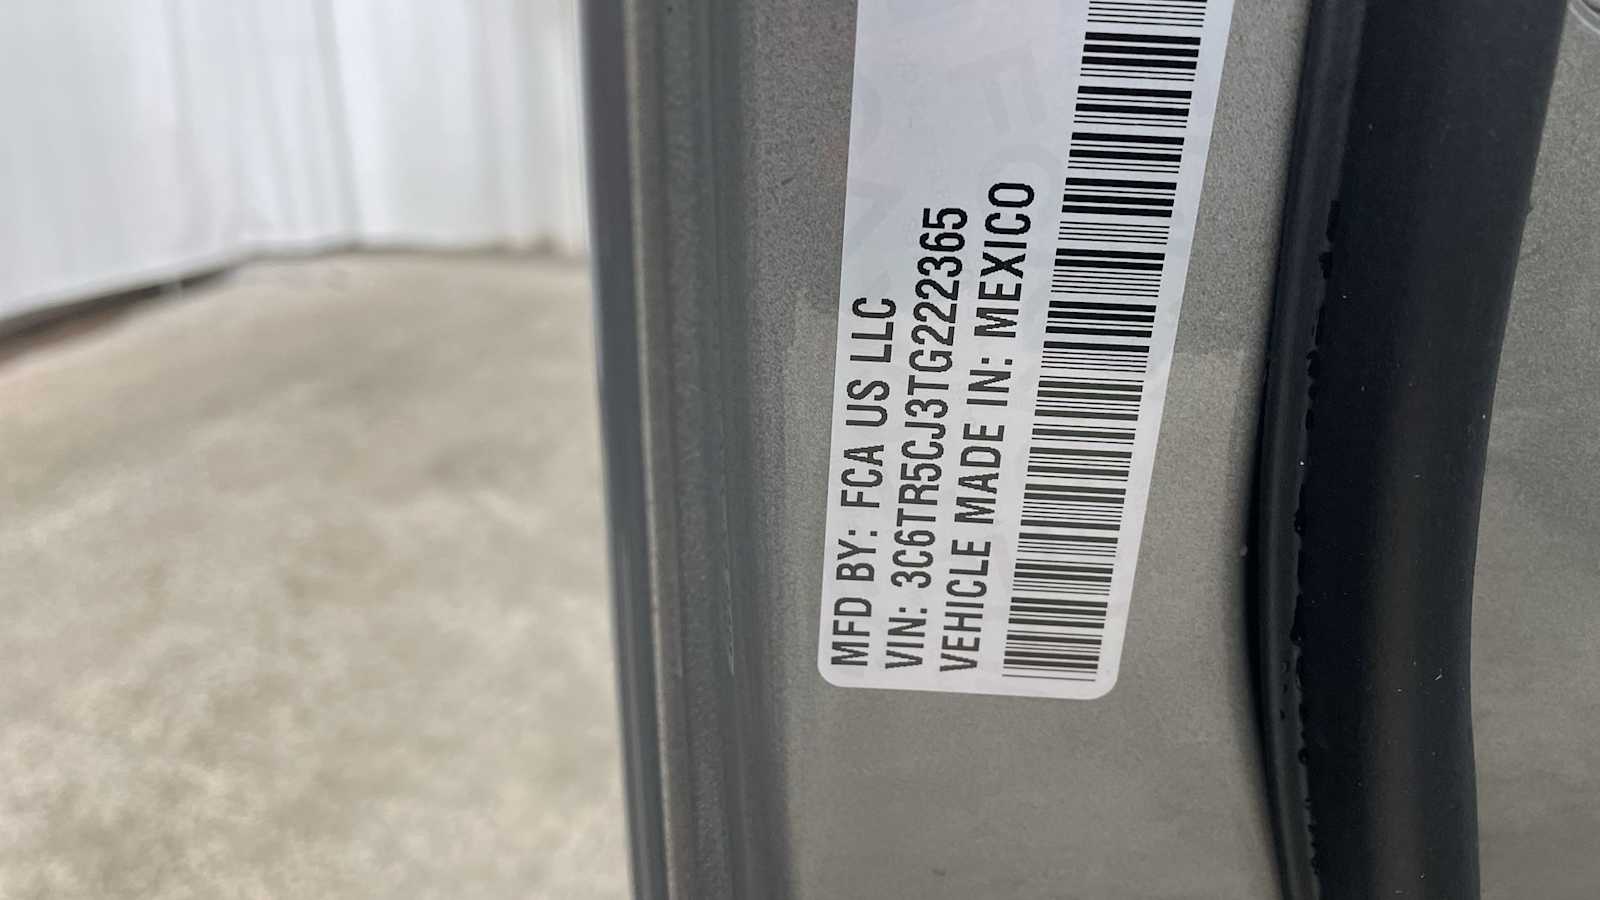 MFD BY: FCA US LLC
VIN: 3C6TR5CJ3TG222365
VEHICLE MADE IN: MEXICO